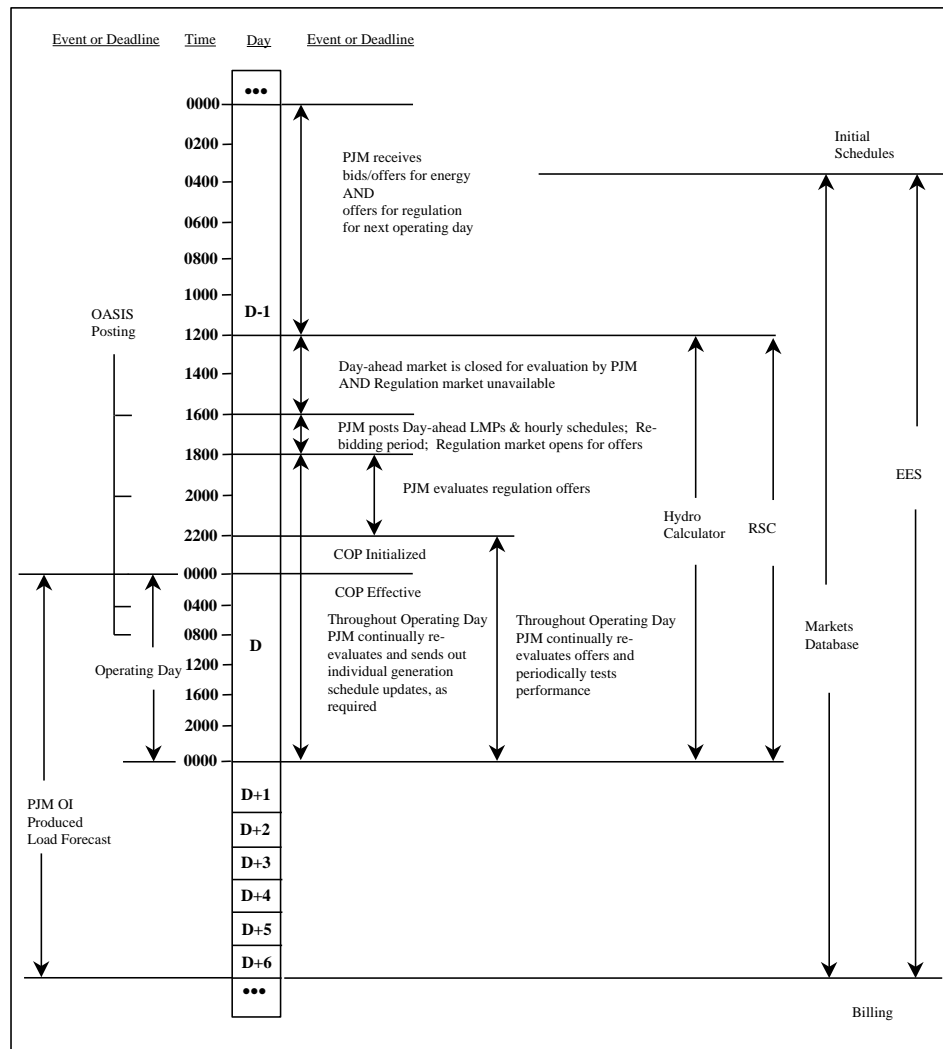 Event or Deadline Time Day Event or Deadline
•••
0000
0200
0400
0600
0800
1000
1200
1400
1600
1800
2000
2200
0000
0400
0800
1200
1600
2000
0000
D-1
D
D+1
D+2
D+3
D+4
D+5
D+6
•••
OASIS
Posting
Operating Day
PJM OI
Produced
Load Forecast
PJM receives
bids/offers for energy
AND
offers for regulation
for next operating day
Day-ahead market is closed for evaluation by PJM
AND Regulation market unavailable
PJM posts Day-ahead LMPs & hourly schedules; Re-
bidding period; Regulation market opens for offers
PJM evaluates regulation offers
COP Initialized
COP Effective
Throughout Operating Day
PJM continually re-
evaluates and sends out
individual generation
schedule updates, as
required
Throughout Operating Day
PJM continually re-
evaluates offers and
periodically tests
performance
Hydro
Calculator
RSC
Initial
Schedules
Markets
Database
EES
Billing